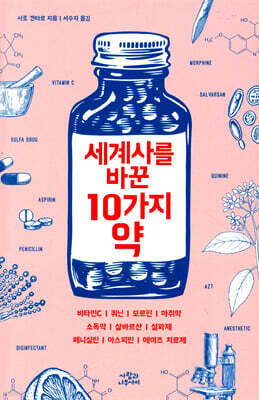 사토 겐타로 지음 | 서수지 옮김
MORPHINE
VITAMIN C
SALVARSAN
SULFA DRUG
세계사를
바꾼
10가지
약
QUININE
ASPIRIN
PENICILLIN
AZT
비타민C | 퀴닌 | 모르핀 | 마취약
소독약 | 살바르산 | 설파제
페니실린 | 아스피린 | 에이즈 치료제
ANESTHETIC
DISINFECTANT
사람과
나무사이